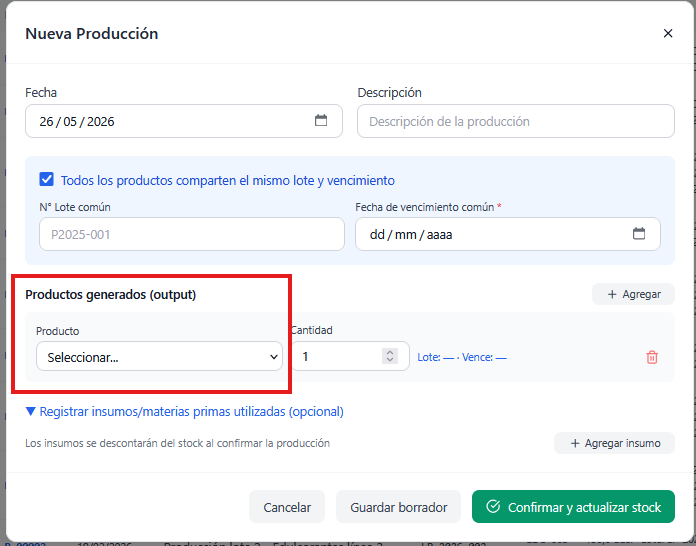 Nueva Producción
Fecha
Descripción
26 / 05 / 2026
Descripción de la producción
Todos los productos comparten el mismo lote y vencimiento
N° Lote común
Fecha de vencimiento común *
P2025-001
dd / mm / aaaa
Productos generados (output)
+ Agregar
Producto
Cantidad
Seleccionar...
1
Lote: — · Vence: —
▼ Registrar insumos/materias primas utilizadas (opcional)
Los insumos se descontarán del stock al confirmar la producción
+ Agregar insumo
Cancelar
Guardar borrador
Confirmar y actualizar stock